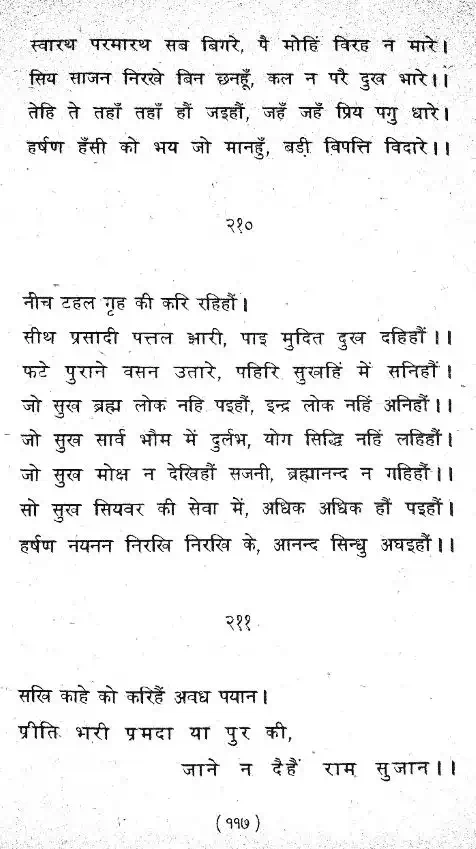 स्वारथ परमारथ सब बिगरे, पै मोहिं विरह न मारे।
सिय साजन निरखे बिन छनहूँ, कल न परै दुख भारे।।
तेहि ते तहाँ तहाँ हौं जइहौं, जहँ जहँ प्रिय पगु धारे।
हर्षण हँसी को भय जो मानहुँ, बड़ी विपत्ति विदारे।।
२१०
नीच टहल गृह की करि रहिहौं।
सीथ प्रसादी पत्तल झारी, पाइ मुदित दुख दहिहौं।।
फटे पुराने वसन उतारे, पहिरि सुखहिं में सनिहौं।
जो सुख ब्रह्म लोक नहि पइहौं, इन्द्र लोक नहिं अनिहौं।।
जो सुख सार्व भौम में दुर्लभ, योग सिद्धि नहिं लहिहौं।
जो सुख मोक्ष न देखिहौं सजनी, ब्रह्मानन्द न गहिहौं।।
सो सुख सियवर की सेवा में, अधिक अधिक हौं पइहौं।
हर्षण नयनन निरखि निरखि के, आनन्द सिन्धु अघइहौं।।
२११
सखि काहे को करिहैं अवध पयान।
प्रीति भरी प्रमदा या पुर की,
जाने न दैहैं राम सुजान।।
(११७)